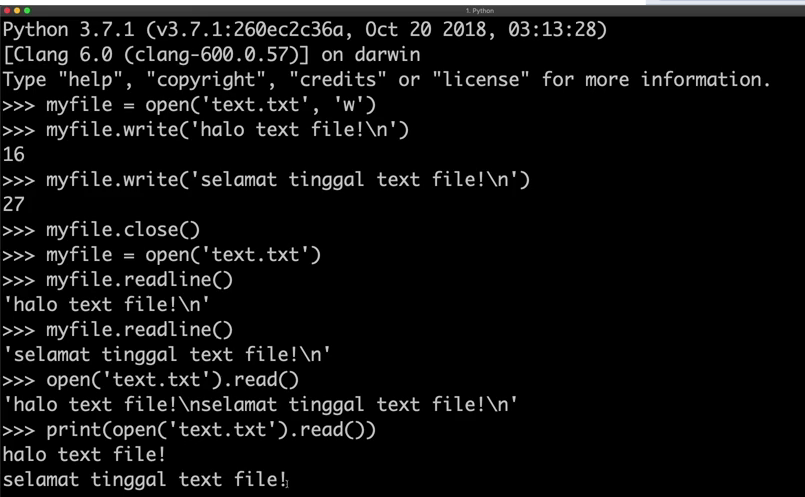 1. Python
Python 3.7.1 (v3.7.1:260ec2c36a, Oct 20 2018, 03:13:28)
[Clang 6.0 (clang-600.0.57)] on darwin
Type "help", "copyright", "credits" or "license" for more information.
>>> myfile = open('text.txt', 'w')
>>> myfile.write('halo text file!\n')
16
>>> myfile.write('selamat tinggal text file!\n')
27
>>> myfile.close()
>>> myfile = open('text.txt')
>>> myfile.readline()
'halo text file!\n'
>>> myfile.readline()
'selamat tinggal text file!\n'
>>> open('text.txt').read()
'halo text file!\nselamat tinggal text file!\n'
>>> print(open('text.txt').read())
halo text file!
selamat tinggal text file!